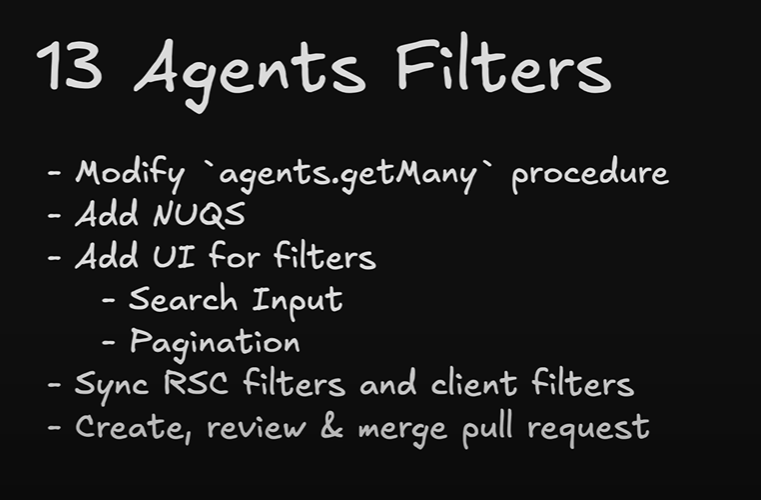 13 Agents Filters
- Modify `agents.getMany` procedure
- Add NUQS
- Add UI for filters
- Search Input
- Pagination
- Sync RSC filters and client filters
- Create, review & merge pull request